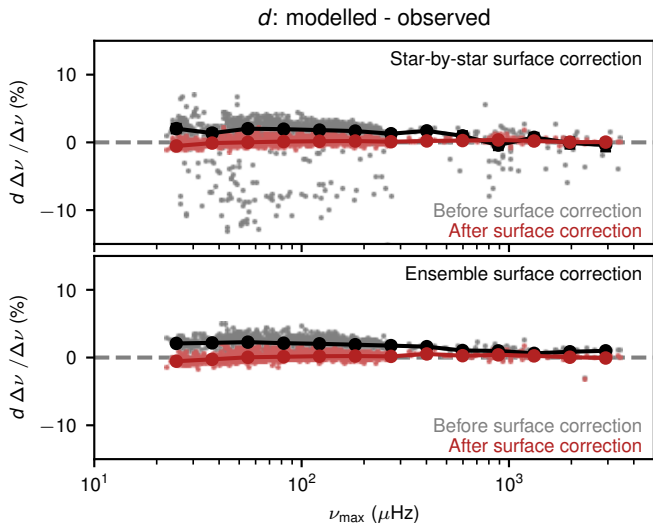 d: modelled - observed
Star-by-star surface correction
10
0
−10
d Δν / Δν (%)
Before surface correction
After surface correction
Ensemble surface correction
10
0
−10
d Δν / Δν (%)
Before surface correction
After surface correction
10¹ 10² 10³
νmax (μHz)